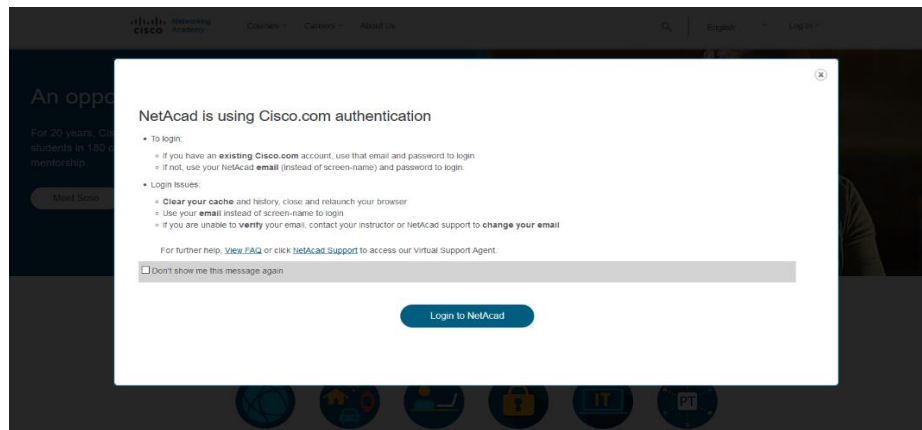 CISCO Networking Academy
Courses Careers About Us English Log In
An oppo
For 20 years, Cis
students in 180 c
mentorship.
Meet Soso
x
NetAcad is using Cisco.com authentication
• To login:
If you have an existing Cisco.com account, use that email and password to login
If not, use your NetAcad email (instead of screen-name) and password to login.
• Login Issues:
Clear your cache and history, close and relaunch your browser
Use your email instead of screen-name to login
If you are unable to verify your email, contact your instructor or NetAcad support to change your email
For further help, View FAQ or click NetAcad Support to access our Virtual Support Agent.
Don't show me this message again
Login to NetAcad
IT
PT